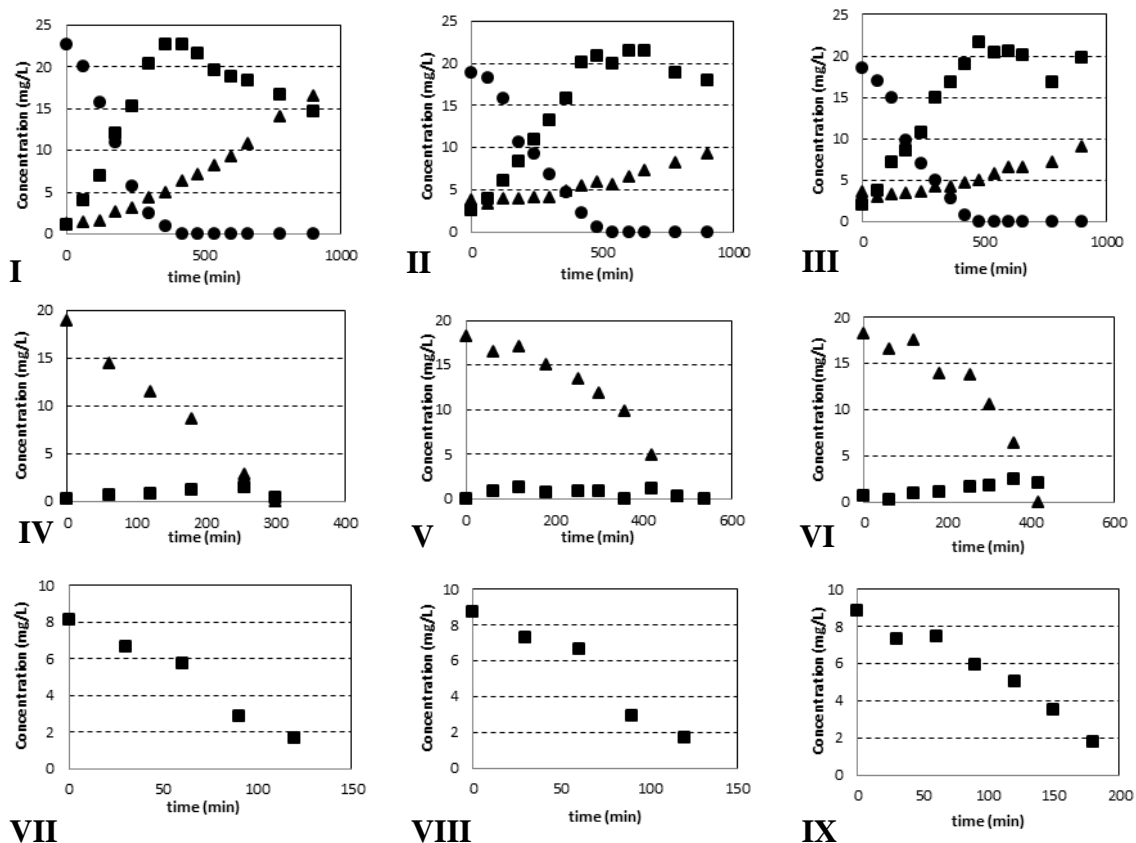 Concentration (mg/L)
25
20
15
10
5
0
0 500 1000
time (min)
I
Concentration (mg/L)
25
20
15
10
5
0
0 500 1000
time (min)
II
Concentration (mg/L)
25
20
15
10
5
0
0 500 1000
time (min)
III
Concentration (mg/L)
20
15
10
5
0
0 100 200 300 400
time (min)
IV
Concentration (mg/L)
20
15
10
5
0
0 200 400 600
time (min)
V
Concentration(mg/L)
20
15
10
5
0
0 200 400 600
time (min)
VI
Concentration (mg/L)
10
8
6
4
2
0
0 50 100 150
time (min)
VII
Concentration (mg/L)
10
8
6
4
2
0
0 50 100 150
time (min)
VIII
Concentration (mg/L)
10
8
6
4
2
0
0 50 100 150 200
time (min)
IX